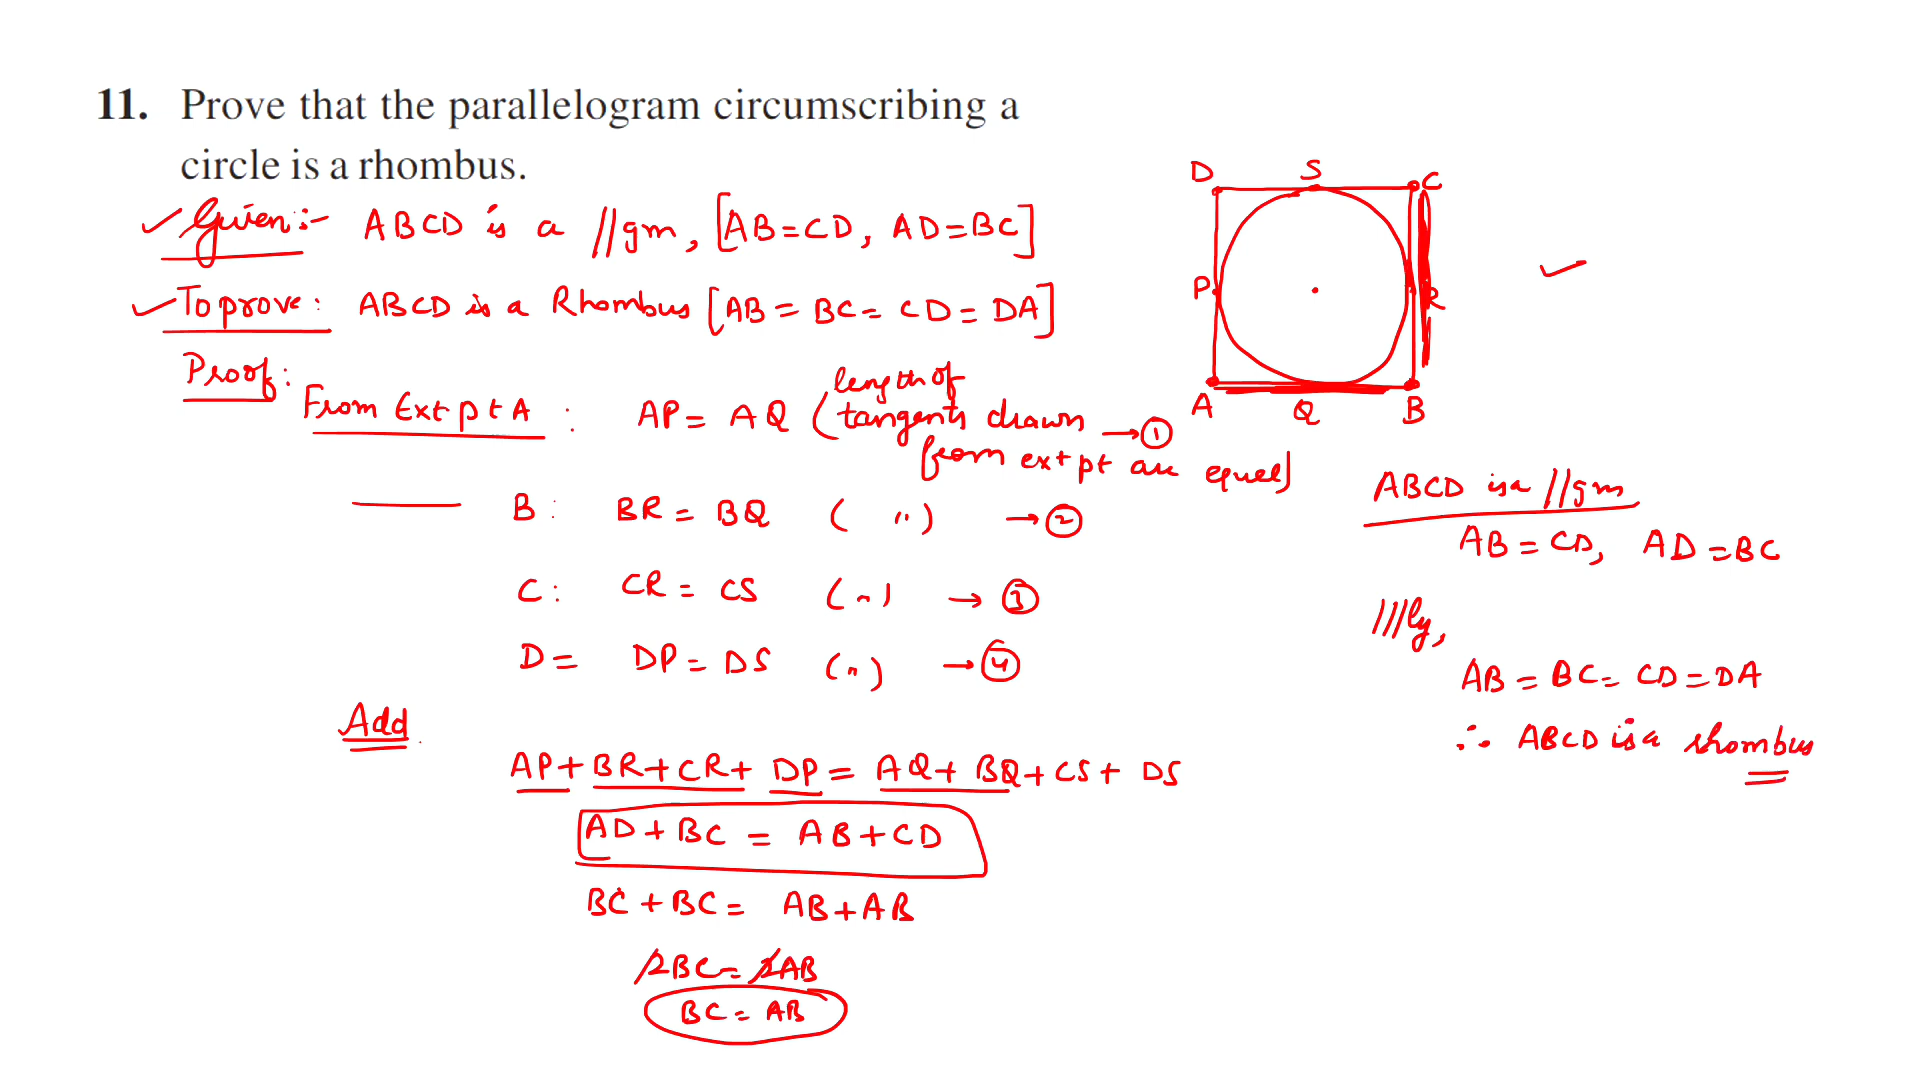 11. Prove that the parallelogram circumscribing a
circle is a rhombus.
Given :- ABCD is a //gm, [AB=CD, AD=BC]
To prove : ABCD is a Rhombus [AB = BC = CD = DA]
Proof :
From Ext pt A : AP = AQ (length of
tangents drawn → ①
from ext pt are equal)
B : BR = BQ ( " ) → ②
C : CR = CS ( " ) → ③
D = DP = DS ( " ) → ④
Add
AP + BR + CR + DP = AQ + BQ + CS + DS
AD + BC = AB + CD
BC + BC = AB + AB
2BC = 2AB
BC = AB
D S C
P R
A Q B
ABCD is a //gm
AB = CD, AD = BC
///ly,
AB = BC = CD = DA
∴ ABCD is a rhombus